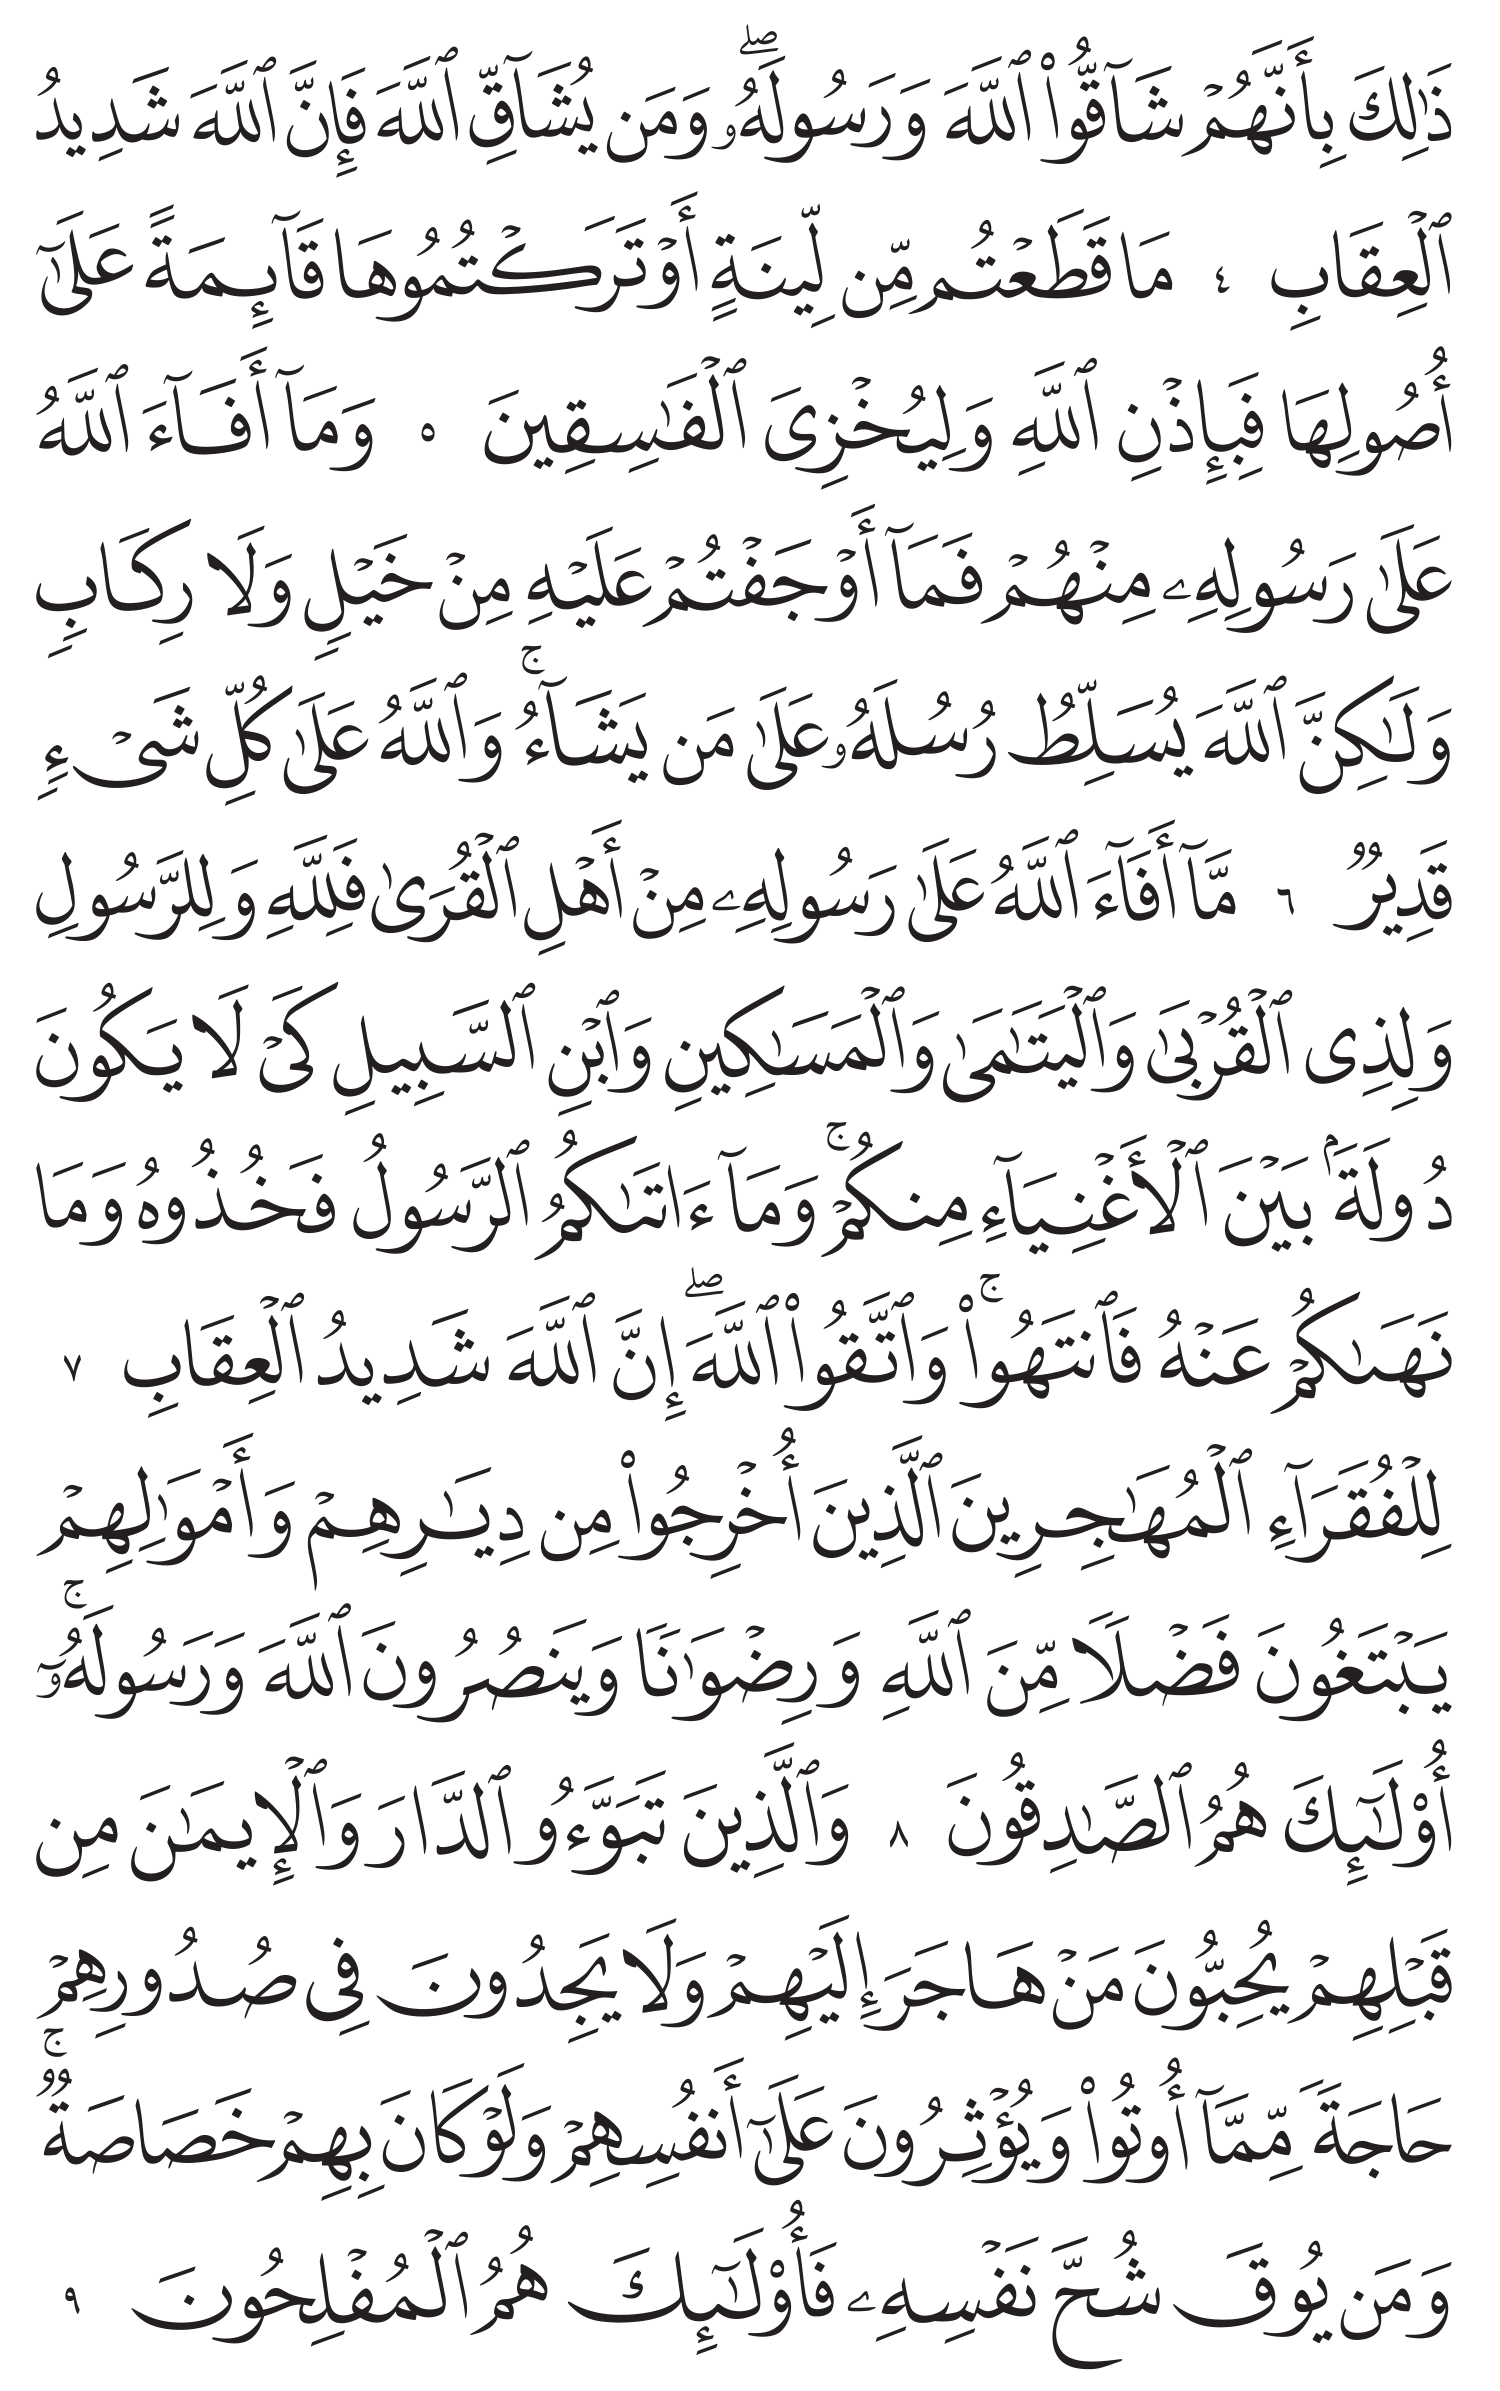 ذَٰلِكَ بِأَنَّهُمۡ شَآقُّواْ ٱللَّهَ وَرَسُولَهُۥۖ وَمَن يُشَآقِّ ٱللَّهَ فَإِنَّ ٱللَّهَ شَدِيدُ
ٱلۡعِقَابِ ٤ مَا قَطَعۡتُم مِّن لِّينَةٍ أَوۡ تَرَكۡتُمُوهَا قَآئِمَةً عَلَىٰٓ
أُصُولِهَا فَبِإِذۡنِ ٱللَّهِ وَلِيُخۡزِيَ ٱلۡفَٰسِقِينَ ٥ وَمَآ أَفَآءَ ٱللَّهُ
عَلَىٰ رَسُولِهِۦ مِنۡهُمۡ فَمَآ أَوۡجَفۡتُمۡ عَلَيۡهِ مِنۡ خَيۡلٖ وَلَا رِكَابٖ
وَلَٰكِنَّ ٱللَّهَ يُسَلِّطُ رُسُلَهُۥ عَلَىٰ مَن يَشَآءُۚ وَٱللَّهُ عَلَىٰ كُلِّ شَيۡءٖ
قَدِيرٞ ٦ مَّآ أَفَآءَ ٱللَّهُ عَلَىٰ رَسُولِهِۦ مِنۡ أَهۡلِ ٱلۡقُرَىٰ فَلِلَّهِ وَلِلرَّسُولِ
وَلِذِي ٱلۡقُرۡبَىٰ وَٱلۡيَتَٰمَىٰ وَٱلۡمَسَٰكِينِ وَٱبۡنِ ٱلسَّبِيلِ كَيۡ لَا يَكُونَ
دُولَةَۢ بَيۡنَ ٱلۡأَغۡنِيَآءِ مِنكُمۡۚ وَمَآ ءَاتَىٰكُمُ ٱلرَّسُولُ فَخُذُوهُ وَمَا
نَهَىٰكُمۡ عَنۡهُ فَٱنتَهُواْۚ وَٱتَّقُواْ ٱللَّهَۖ إِنَّ ٱللَّهَ شَدِيدُ ٱلۡعِقَابِ ٧
لِلۡفُقَرَآءِ ٱلۡمُهَٰجِرِينَ ٱلَّذِينَ أُخۡرِجُواْ مِن دِيَٰرِهِمۡ وَأَمۡوَٰلِهِمۡ
يَبۡتَغُونَ فَضۡلٗا مِّنَ ٱللَّهِ وَرِضۡوَٰنٗا وَيَنصُرُونَ ٱللَّهَ وَرَسُولَهُۥٓۚ
أُوْلَٰٓئِكَ هُمُ ٱلصَّٰدِقُونَ ٨ وَٱلَّذِينَ تَبَوَّءُو ٱلدَّارَ وَٱلۡإِيمَٰنَ مِن
قَبۡلِهِمۡ يُحِبُّونَ مَنۡ هَاجَرَ إِلَيۡهِمۡ وَلَا يَجِدُونَ فِي صُدُورِهِمۡ
حَاجَةٗ مِّمَّآ أُوتُواْ وَيُؤۡثِرُونَ عَلَىٰٓ أَنفُسِهِمۡ وَلَوۡ كَانَ بِهِمۡ خَصَاصَةٞۚ
وَمَن يُوقَ شُحَّ نَفۡسِهِۦ فَأُوْلَٰٓئِكَ هُمُ ٱلۡمُفۡلِحُونَ ٩